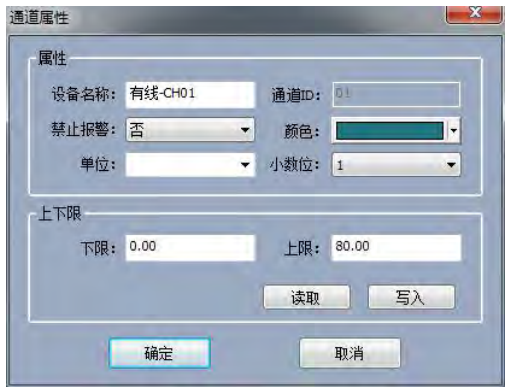 通道属性
属性
设备名称： 有线-CH01 通道ID： 01
禁止报警： 否 颜色：
单位： 小数位： 1
上下限
下限： 0.00 上限： 80.00
读取 写入
确定 取消